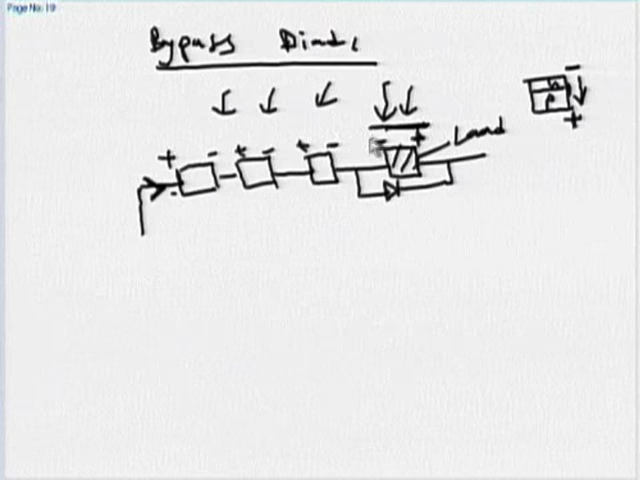 Page No: 19
Bypass Diode
- + - + - + - +
Load
n
p
- +